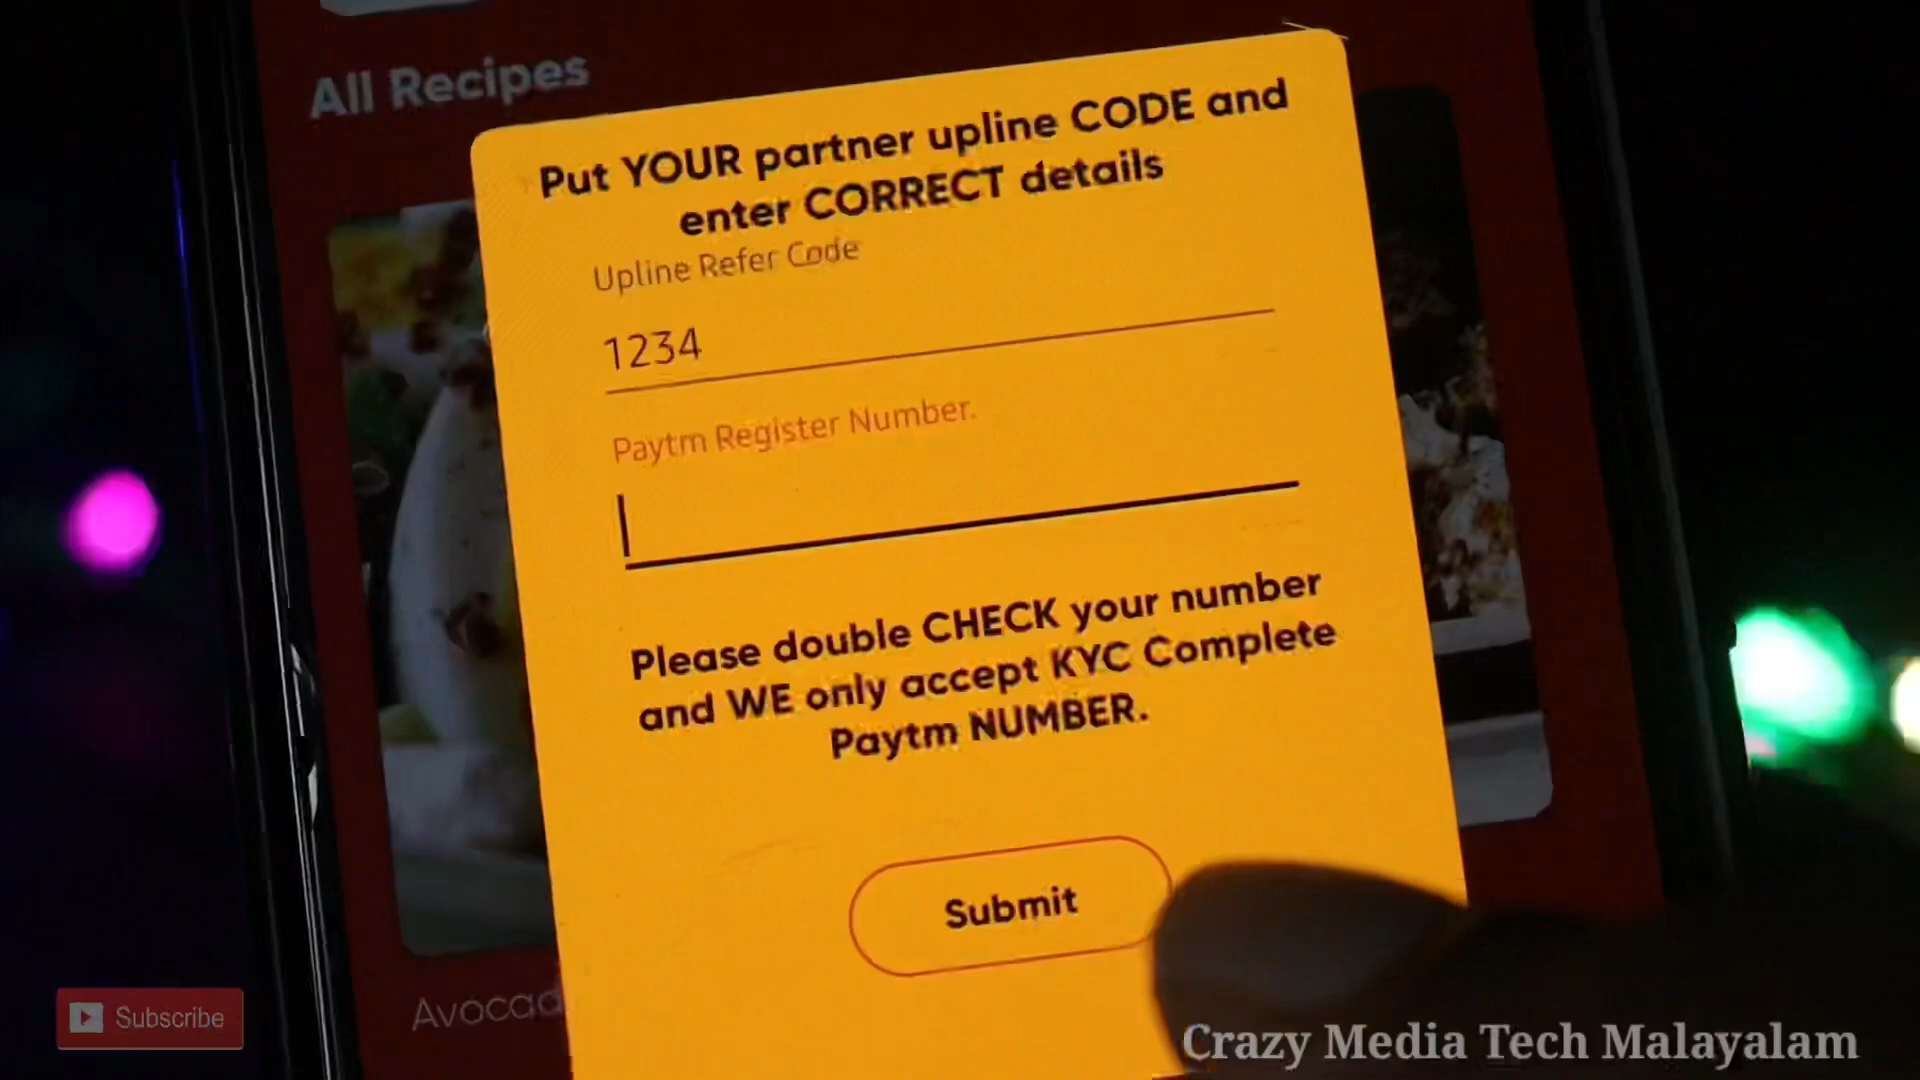 All Recipes
Put YOUR partner upline CODE and
enter CORRECT details
Upline Refer Code
1234
Paytm Register Number.
Please double CHECK your number
and WE only accept KYC Complete
Paytm NUMBER.
Submit
Avocad
Subscribe
Crazy Media Tech Malayalam